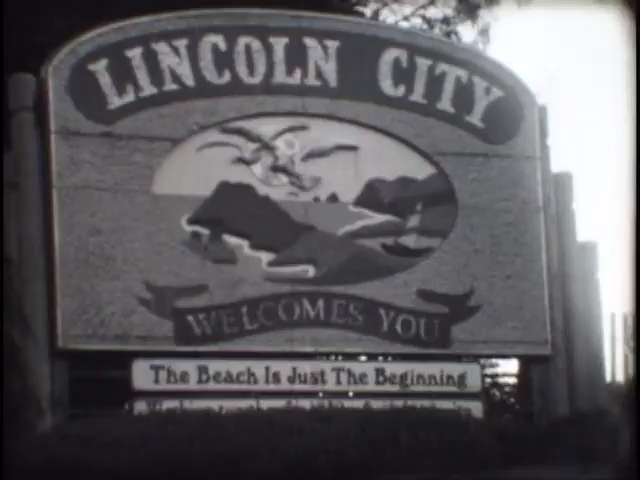 LINCOLN CITY
WELCOMES YOU
The Beach Is Just The Beginning